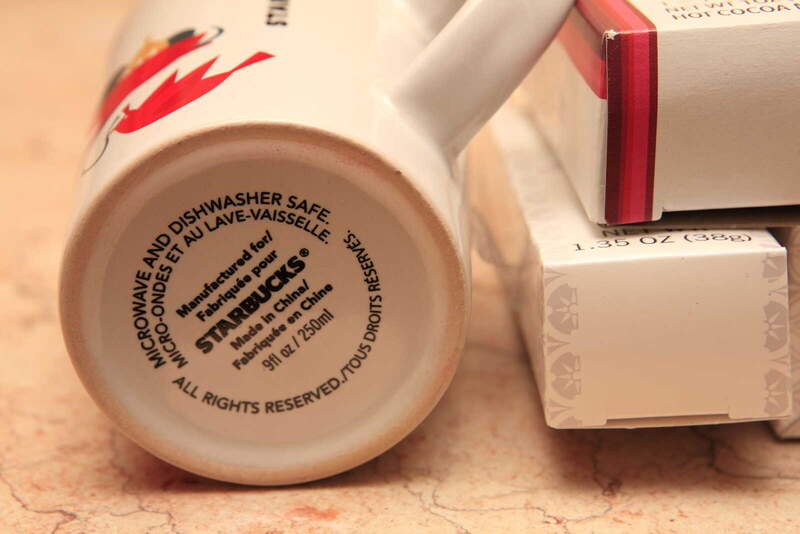 MICROWAVE AND DISHWASHER SAFE.
MICRO-ONDES ET AU LAVE-VAISSELLE.
Manufactured for/
Fabriquée pour
STARBUCKS®
Made in China/
Fabriquée en Chine
9fl oz / 250ml
ALL RIGHTS RESERVED./TOUS DROITS RÉSERVÉS.
HOT COCOA
1.35 OZ (38g)